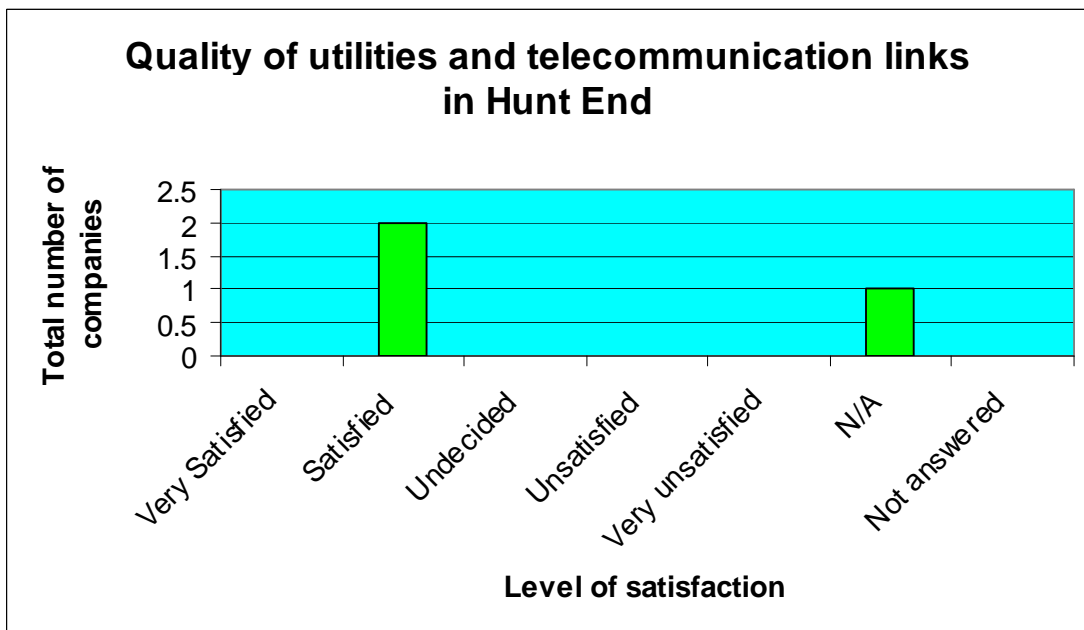 Quality of utilities and telecommunication links
in Hunt End
Total number of
companies
2.5
2
1.5
1
0.5
0
Very Satisfied
Satisfied
Undecided
Unsatisfied
Very unsatisfied
N/A
Not answered
Level of satisfaction